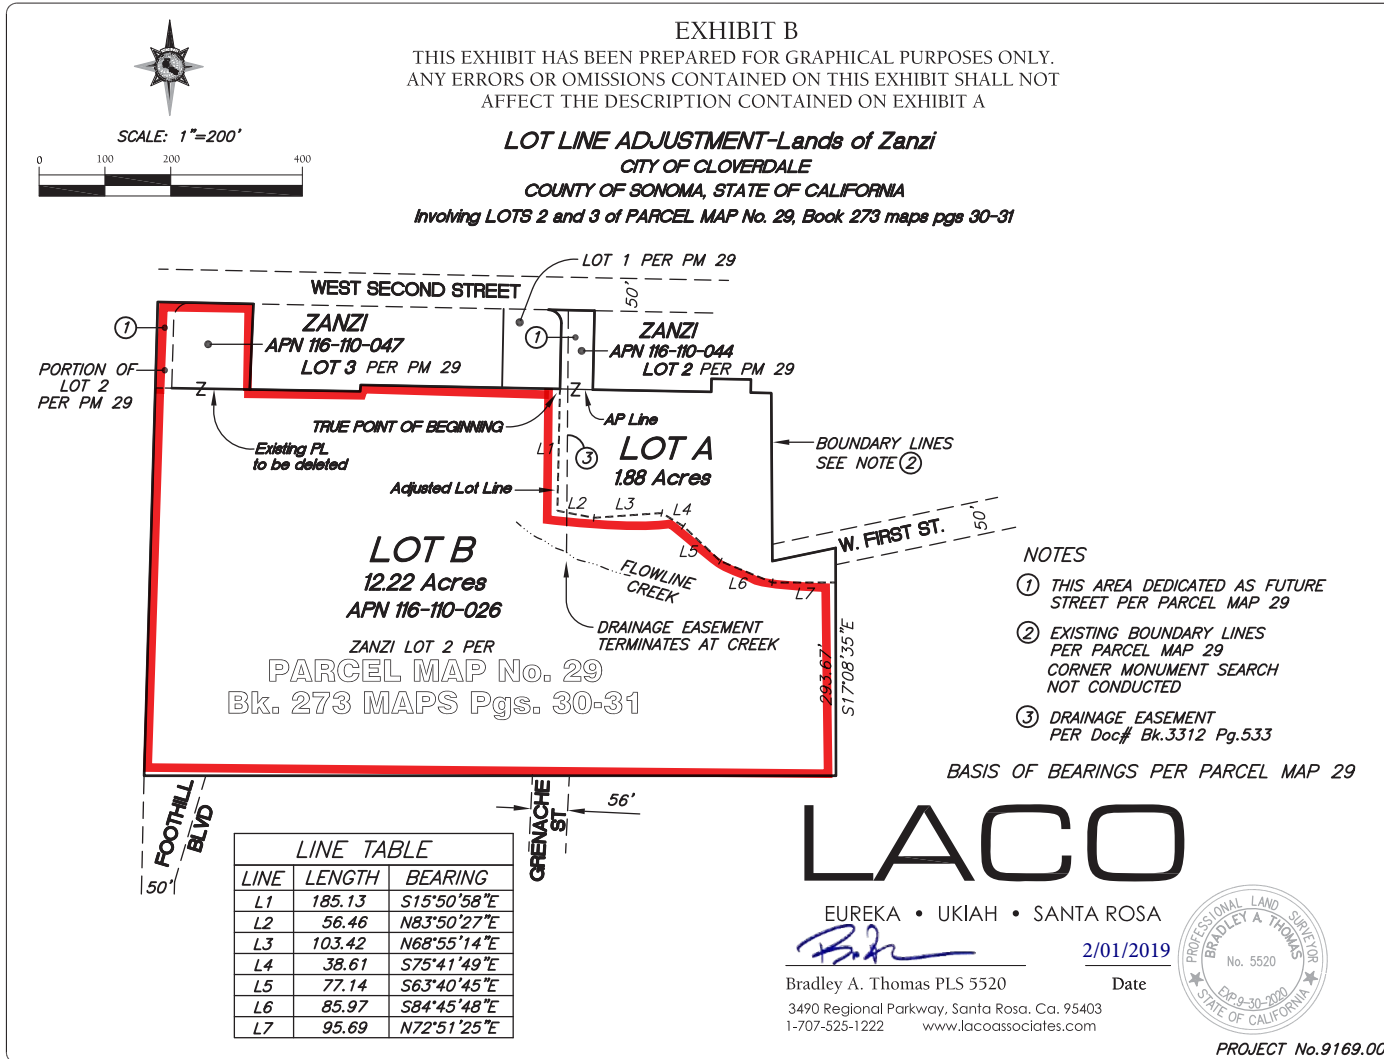 EXHIBIT B
THIS EXHIBIT HAS BEEN PREPARED FOR GRAPHICAL PURPOSES ONLY.
ANY ERRORS OR OMISSIONS CONTAINED ON THIS EXHIBIT SHALL NOT
AFFECT THE DESCRIPTION CONTAINED ON EXHIBIT A
SCALE: 1"=200'
0 100 200 400
LOT LINE ADJUSTMENT-Lands of Zanzi
CITY OF CLOVERDALE
COUNTY OF SONOMA, STATE OF CALIFORNIA
Involving LOTS 2 and 3 of PARCEL MAP No. 29, Book 273 maps pgs 30-31
LOT 1 PER PM 29
WEST SECOND STREET
50'
1
ZANZI
APN 116-110-047
LOT 3 PER PM 29
1
ZANZI
APN 116-110-044
LOT 2 PER PM 29
PORTION OF
LOT 2
PER PM 29
Z
Z
TRUE POINT OF BEGINNING
AP Line
Existing PL
to be deleted
L1
3
LOT A
1.88 Acres
BOUNDARY LINES
SEE NOTE 2
Adjusted Lot Line
L2
L3
L4
L5
L6
L7
W. FIRST ST.
50'
LOT B
12.22 Acres
APN 116-110-026
FLOWLINE
CREEK
DRAINAGE EASEMENT
TERMINATES AT CREEK
ZANZI LOT 2 PER
PARCEL MAP No. 29
Bk. 273 MAPS Pgs. 30-31
293.67'
S17°08'35"E
NOTES
1 THIS AREA DEDICATED AS FUTURE
STREET PER PARCEL MAP 29
2 EXISTING BOUNDARY LINES
PER PARCEL MAP 29
CORNER MONUMENT SEARCH
NOT CONDUCTED
3 DRAINAGE EASEMENT
PER Doc# Bk.3312 Pg.533
BASIS OF BEARINGS PER PARCEL MAP 29
FOOTHILL
BLVD
50'
GRENACHE
ST
56'
LINE TABLE
LINE LENGTH BEARING
L1 185.13 S15°50'58"E
L2 56.46 N83°50'27"E
L3 103.42 N68°55'14"E
L4 38.61 S75°41'49"E
L5 77.14 S63°40'45"E
L6 85.97 S84°45'48"E
L7 95.69 N72°51'25"E
LACO
EUREKA • UKIAH • SANTA ROSA
2/01/2019
Bradley A. Thomas PLS 5520 Date
3490 Regional Parkway, Santa Rosa. Ca. 95403
1-707-525-1222 www.lacoassociates.com
PROFESSIONAL LAND SURVEYOR
BRADLEY A THOMAS
No. 5520
EXP.9-30-2020
STATE OF CALIFORNIA
PROJECT No.9169.00